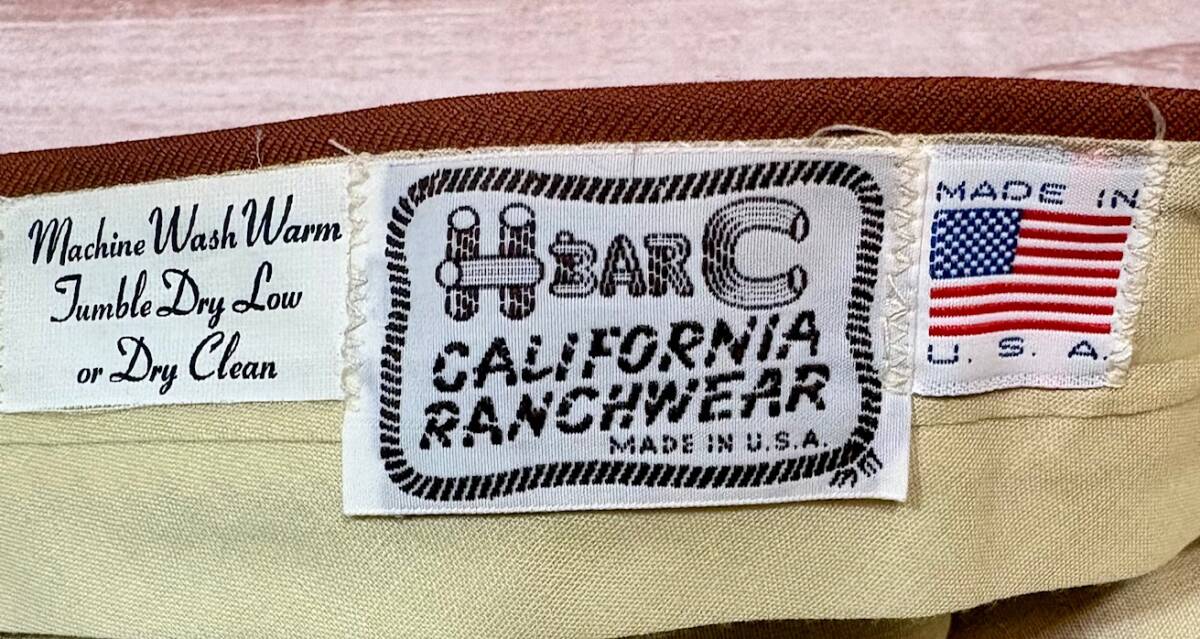 Machine Wash Warm
Tumble Dry Low
or Dry Clean
H BAR C
CALIFORNIA
RANCHWEAR
MADE IN U.S.A.
MADE IN
U. S. A.